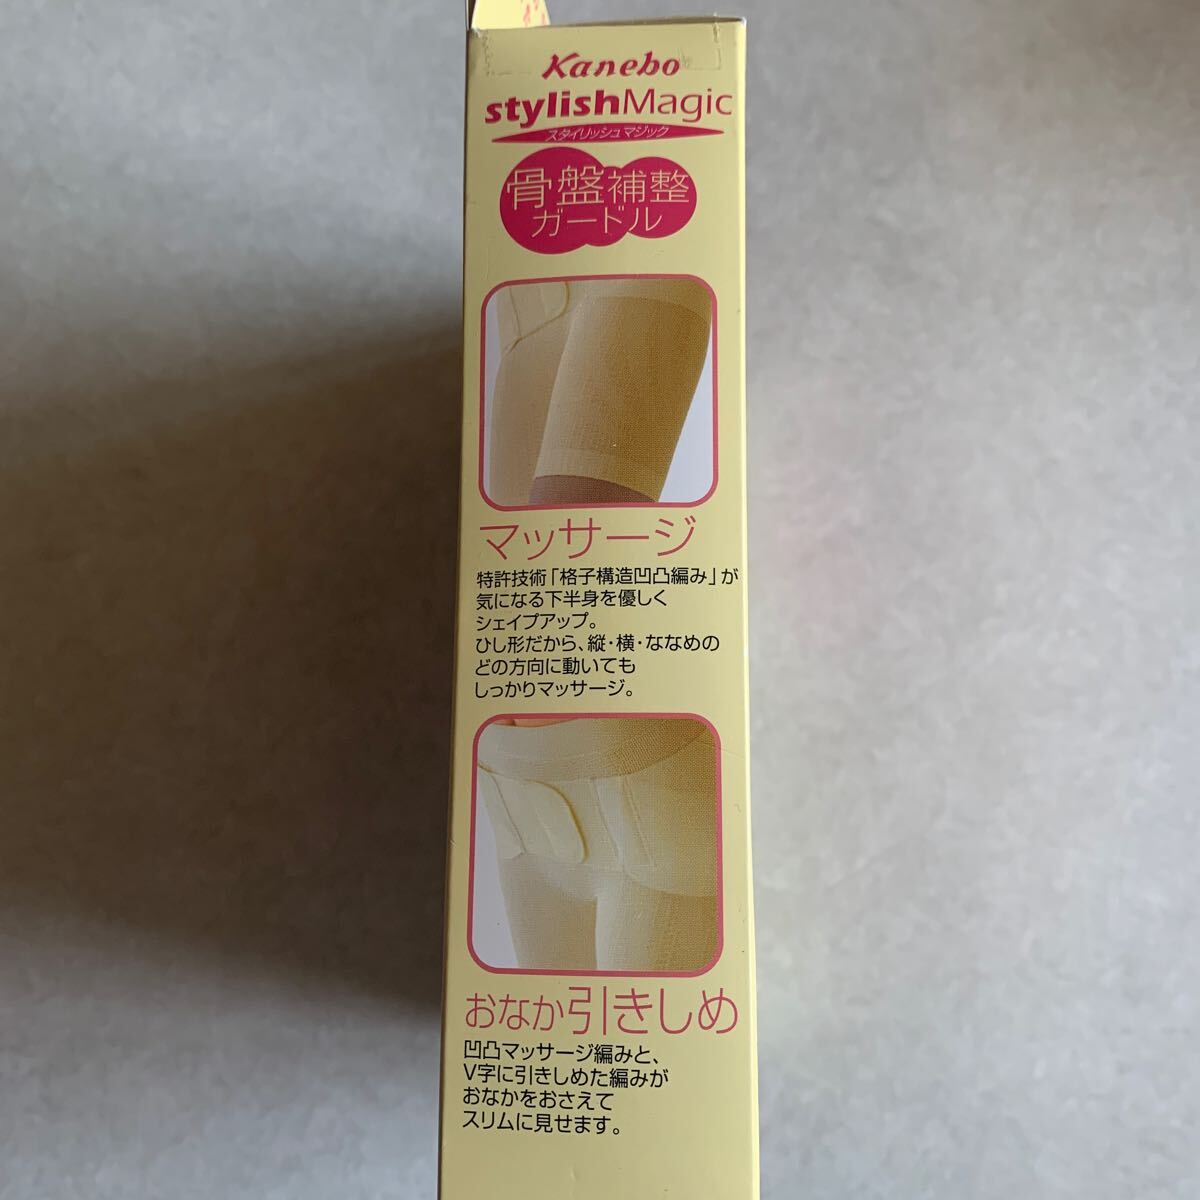 Kanebo
stylishMagic
スタイリッシュマジック
骨盤補整
ガードル
マッサージ
特許技術「格子構造凹凸編み」が
気になる下半身を優しく
シェイプアップ。
ひし形だから、縦・横・ななめの
どの方向に動いても
しっかりマッサージ。
おなか引きしめ
凹凸マッサージ編みと、
V字に引きしめた編みが
おなかをおさえて
スリムに見せます。